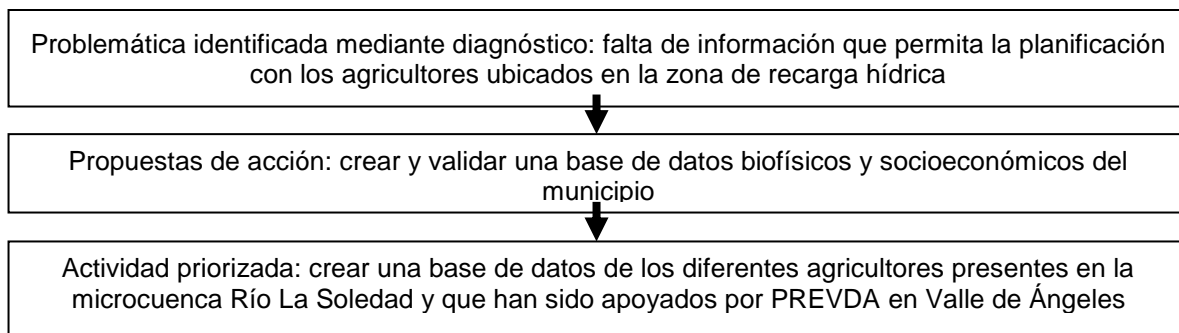 Problemática identificada mediante diagnóstico: falta de información que permita la planificación
con los agricultores ubicados en la zona de recarga hídrica
Propuestas de acción: crear y validar una base de datos biofísicos y socioeconómicos del
municipio
Actividad priorizada: crear una base de datos de los diferentes agricultores presentes en la
microcuenca Río La Soledad y que han sido apoyados por PREVDA en Valle de Ángeles